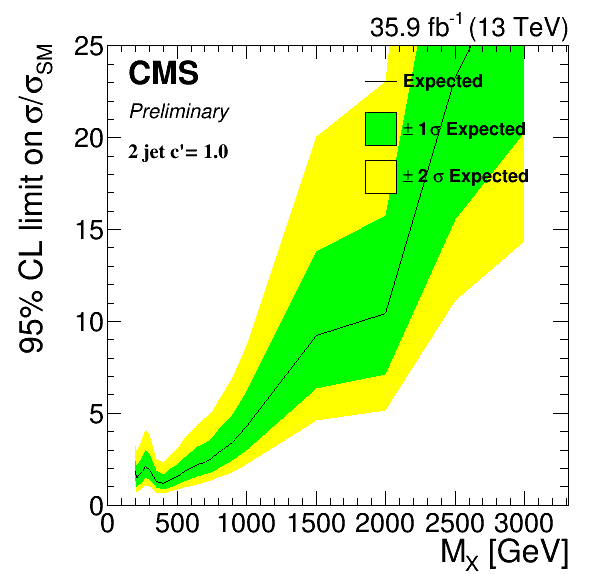 35.9 fb-1 (13 TeV)
95% CL limit on σ/σSM
25
20
15
10
5
0
CMS
Preliminary
2 jet c'= 1.0
Expected
± 1σ Expected
± 2 σ Expected
0 500 1000 1500 2000 2500 3000
MX [GeV]